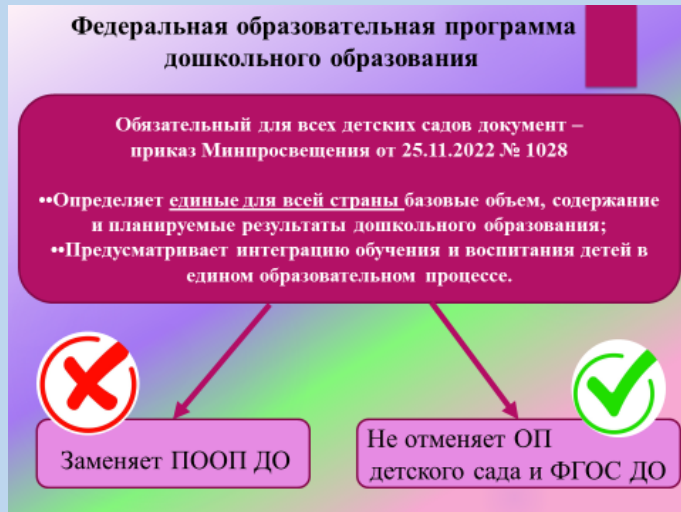 Федеральная образовательная программа
дошкольного образования
Обязательный для всех детских садов документ –
приказ Минпросвещения от 25.11.2022 № 1028
••Определяет единые для всей страны базовые объем, содержание
и планируемые результаты дошкольного образования;
••Предусматривает интеграцию обучения и воспитания детей в
едином образовательном процессе.
Заменяет ПООП ДО
Не отменяет ОП
детского сада и ФГОС ДО